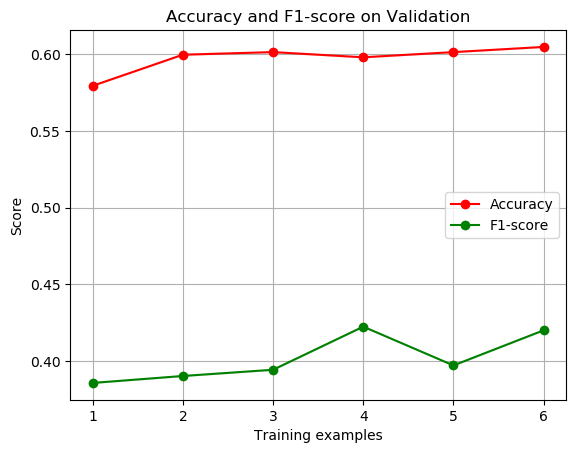 Accuracy and F1-score on Validation
0.60
0.55
0.50
0.45
0.40
Score
Accuracy
F1-score
1 2 3 4 5 6
Training examples